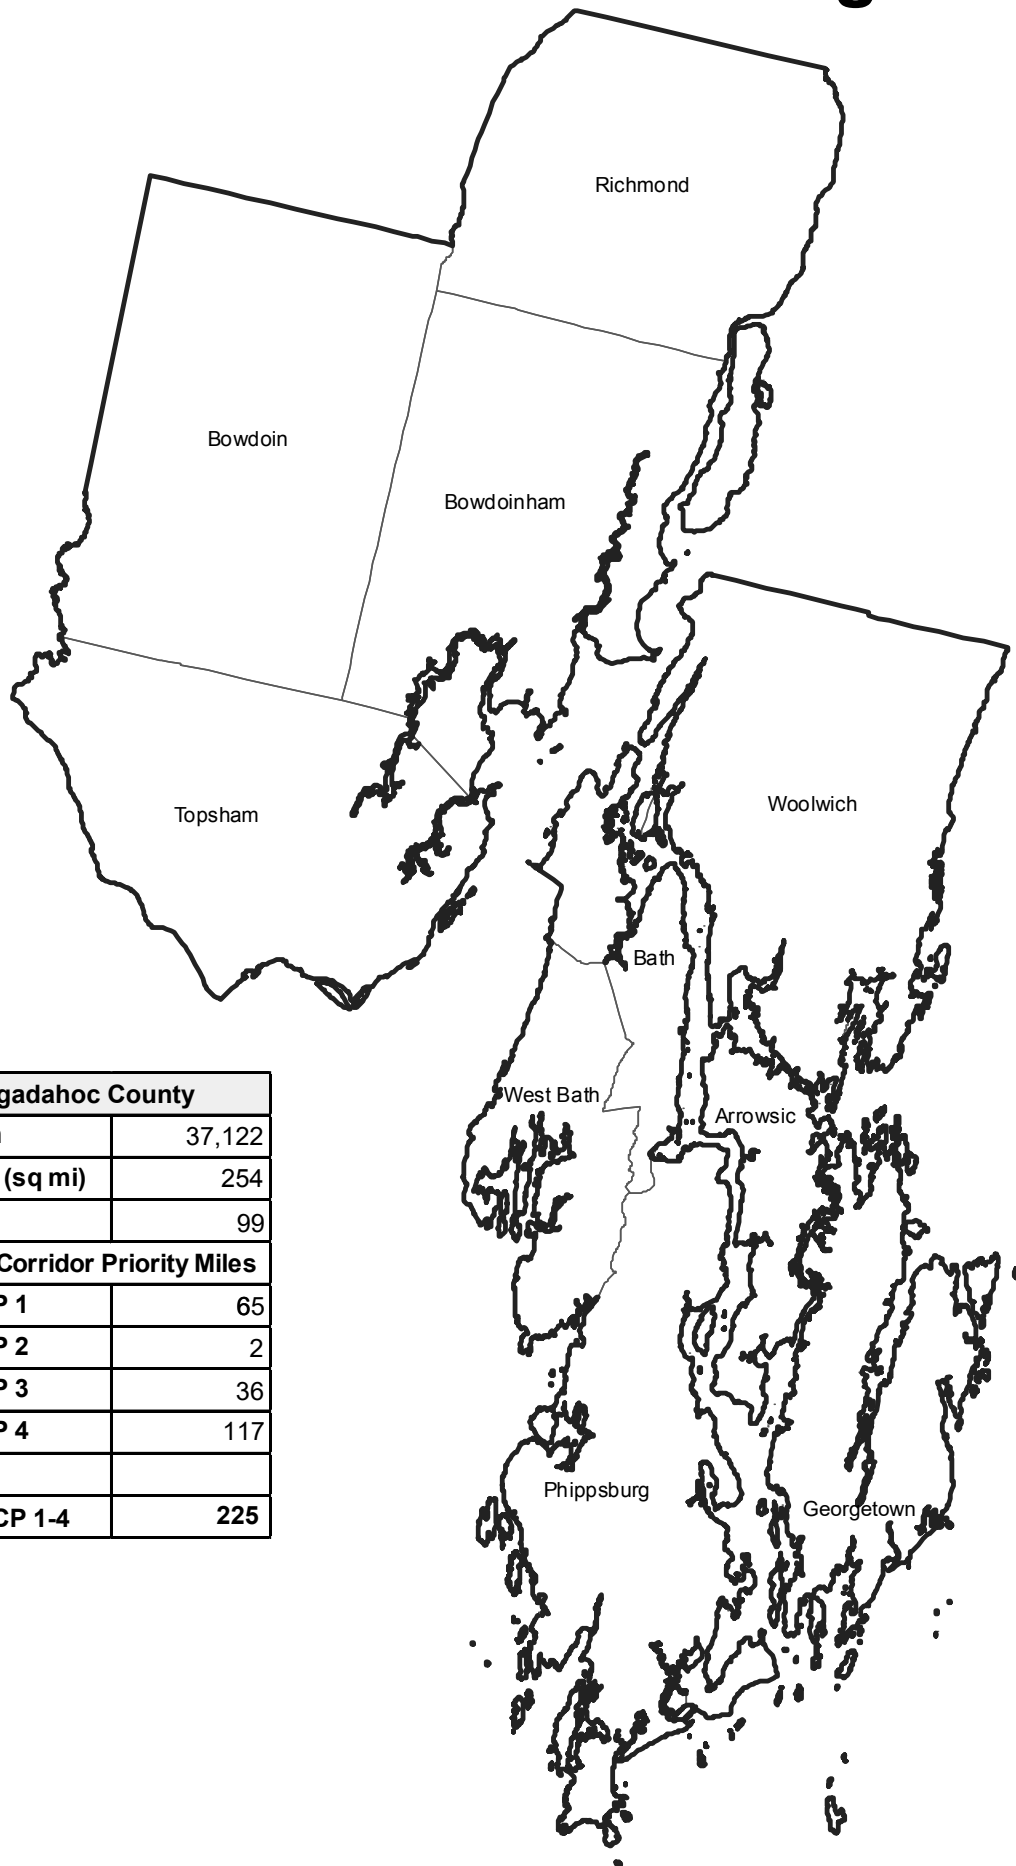 g
Richmond
Bowdoin
Bowdoinham
Topsham
Woolwich
Bath
West Bath
Arrowsic
Phippsburg
Georgetown
gadahoc County
37,122
(sq mi) 254
99
Corridor Priority Miles
P 1 65
P 2 2
P 3 36
P 4 117
CP 1-4 225